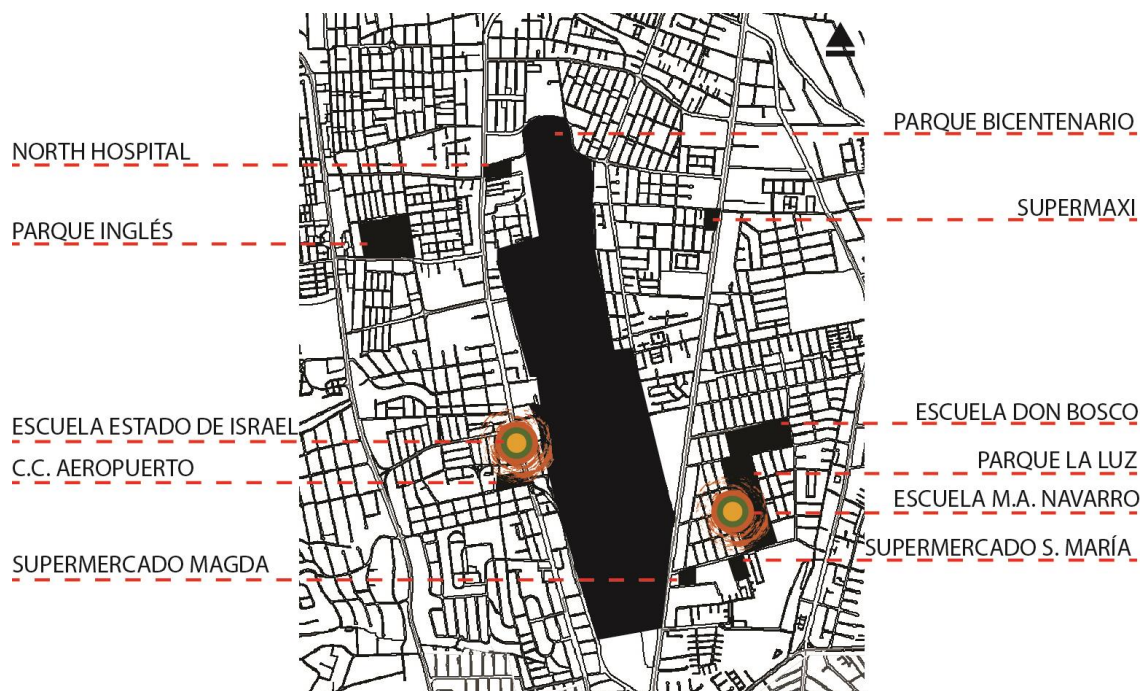 NORTH HOSPITAL
PARQUE INGLÉS
ESCUELA ESTADO DE ISRAEL
C.C. AEROPUERTO
SUPERMERCADO MAGDA
PARQUE BICENTENARIO
SUPERMAXI
ESCUELA DON BOSCO
PARQUE LA LUZ
ESCUELA M.A. NAVARRO
SUPERMERCADO S. MARÍA